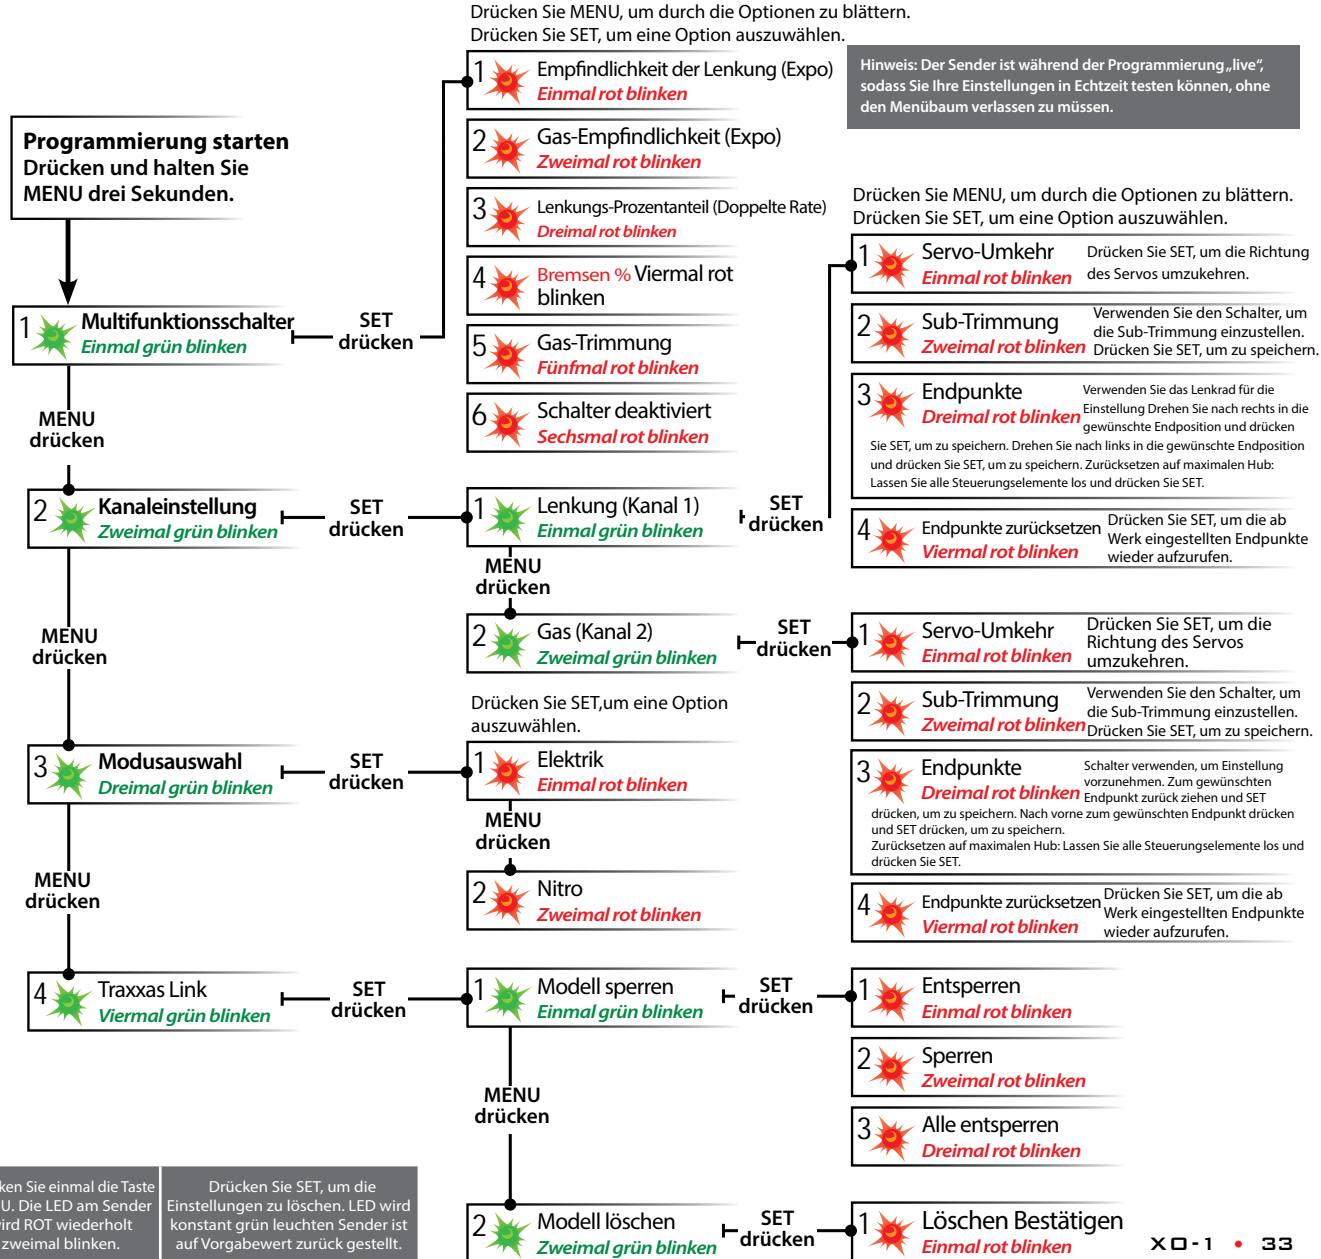 Drücken Sie MENU, um durch die Optionen zu blättern.
Drücken Sie SET, um eine Option auszuwählen.
Hinweis: Der Sender ist während der Programmierung „live“,
sodass Sie Ihre Einstellungen in Echtzeit testen können, ohne
den Menübaum verlassen zu müssen.
Programmierung starten
Drücken und halten Sie
MENU drei Sekunden.
1 Multifunktionsschalter
Einmal grün blinken
SET
drücken
1 Empfindlichkeit der Lenkung (Expo)
Einmal rot blinken
2 Gas-Empfindlichkeit (Expo)
Zweimal rot blinken
3 Lenkungs-Prozentanteil (Doppelte Rate)
Dreimal rot blinken
4 Bremsen % Viermal rot
blinken
5 Gas-Trimmung
Fünfmal rot blinken
6 Schalter deaktiviert
Sechsmal rot blinken
MENU
drücken
2 Kanaleinstellung
Zweimal grün blinken
SET
drücken
1 Lenkung (Kanal 1)
Einmal grün blinken
SET
drücken
Drücken Sie MENU, um durch die Optionen zu blättern.
Drücken Sie SET, um eine Option auszuwählen.
1 Servo-Umkehr
Einmal rot blinken
Drücken Sie SET, um die Richtung
des Servos umzukehren.
2 Sub-Trimmung
Zweimal rot blinken
Verwenden Sie den Schalter, um
die Sub-Trimmung einzustellen.
Drücken Sie SET, um zu speichern.
3 Endpunkte
Dreimal rot blinken
Verwenden Sie das Lenkrad für die
Einstellung Drehen Sie nach rechts in die
gewünschte Endposition und drücken
Sie SET, um zu speichern. Drehen Sie nach links in die gewünschte Endposition
und drücken Sie SET, um zu speichern. Zurücksetzen auf maximalen Hub:
Lassen Sie alle Steuerungselemente los und drücken Sie SET.
4 Endpunkte zurücksetzen
Viermal rot blinken
Drücken Sie SET, um die ab
Werk eingestellten Endpunkte
wieder aufzurufen.
MENU
drücken
2 Gas (Kanal 2)
Zweimal grün blinken
SET
drücken
1 Servo-Umkehr
Einmal rot blinken
Drücken Sie SET, um die
Richtung des Servos
umzukehren.
2 Sub-Trimmung
Zweimal rot blinken
Verwenden Sie den Schalter, um
die Sub-Trimmung einzustellen.
Drücken Sie SET, um zu speichern.
3 Endpunkte
Dreimal rot blinken
Schalter verwenden, um Einstellung
vorzunehmen. Zum gewünschten
Endpunkt zurück ziehen und SET
drücken, um zu speichern. Nach vorne zum gewünschten Endpunkt drücken
und SET drücken, um zu speichern.
Zurücksetzen auf maximalen Hub: Lassen Sie alle Steuerungselemente los und
drücken Sie SET.
4 Endpunkte zurücksetzen
Viermal rot blinken
Drücken Sie SET, um die ab
Werk eingestellten Endpunkte
wieder aufzurufen.
MENU
drücken
3 Modusauswahl
Dreimal grün blinken
SET
drücken
Drücken Sie SET,um eine Option
auszuwählen.
1 Elektrik
Einmal rot blinken
MENU
drücken
2 Nitro
Zweimal rot blinken
MENU
drücken
4 Traxxas Link
Viermal grün blinken
SET
drücken
1 Modell sperren
Einmal grün blinken
SET
drücken
1 Entsperren
Einmal rot blinken
2 Sperren
Zweimal rot blinken
3 Alle entsperren
Dreimal rot blinken
MENU
drücken
2 Modell löschen
Zweimal grün blinken
SET
drücken
1 Löschen Bestätigen
Einmal rot blinken
ken Sie einmal die Taste
U. Die LED am Sender
ird ROT wiederholt
zweimal blinken.
Drücken Sie SET, um die
Einstellungen zu löschen. LED wird
konstant grün leuchten Sender ist
auf Vorgabewert zurück gestellt.
XO-1 • 33